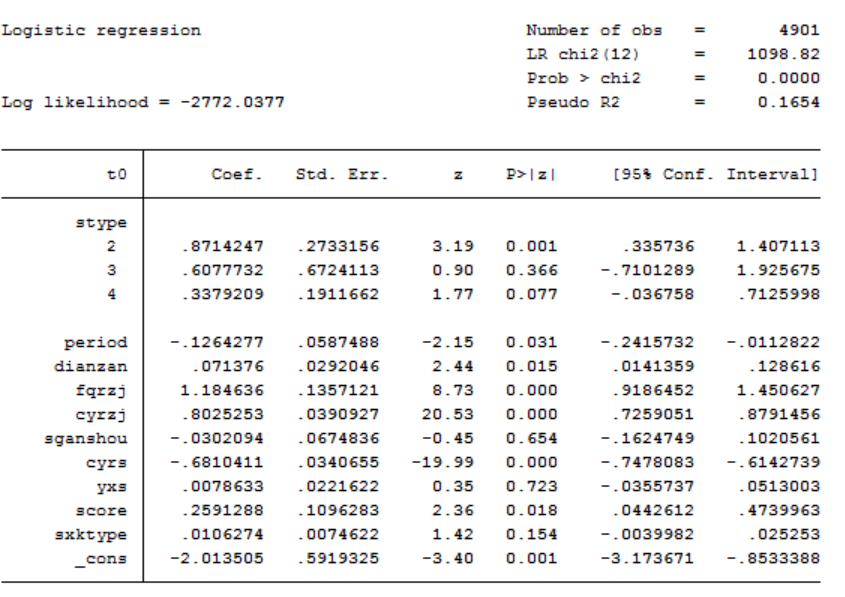 Logistic regression Number of obs = 4901
LR chi2(12) = 1098.82
Prob > chi2 = 0.0000
Log likelihood = -2772.0377 Pseudo R2 = 0.1654
t0 Coef. Std. Err. z P>|z| [95% Conf. Interval]
stype
2 .8714247 .2733156 3.19 0.001 .335736 1.407113
3 .6077732 .6724113 0.90 0.366 -.7101289 1.925675
4 .3379209 .1911662 1.77 0.077 -.036758 .7125998
period -.1264277 .0587488 -2.15 0.031 -.2415732 -.0112822
dianzan .071376 .0292046 2.44 0.015 .0141359 .128616
fqrzj 1.184636 .1357121 8.73 0.000 .9186452 1.450627
cyrzj .8025253 .0390927 20.53 0.000 .7259051 .8791456
sganshou -.0302094 .0674836 -0.45 0.654 -.1624749 .1020561
cyrs -.6810411 .0340655 -19.99 0.000 -.7478083 -.6142739
yxs .0078633 .0221622 0.35 0.723 -.0355737 .0513003
score .2591288 .1096283 2.36 0.018 .0442612 .4739963
sxktype .0106274 .0074622 1.42 0.154 -.0039982 .025253
_cons -2.013505 .5919325 -3.40 0.001 -3.173671 -.8533388